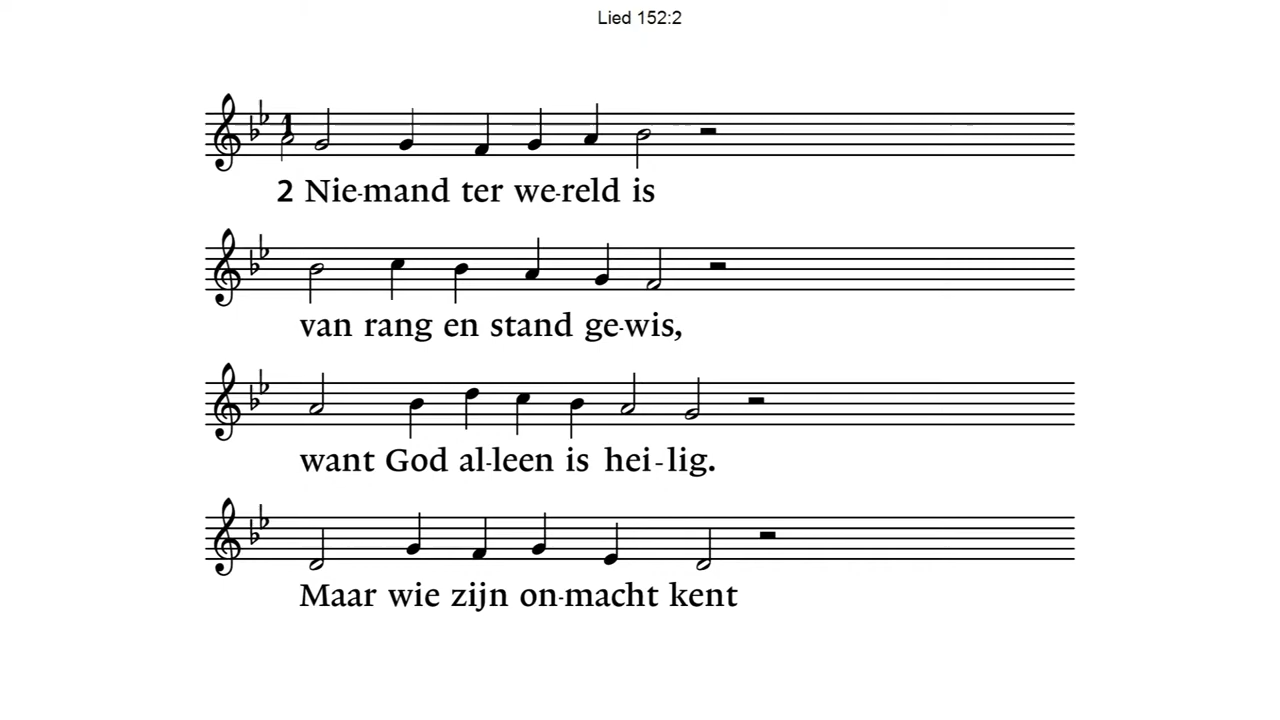 Lied 152:2
1
2 Nie-mand ter we-reld is
van rang en stand ge-wis,
want God al-leen is hei-lig.
Maar wie zijn on-macht kent